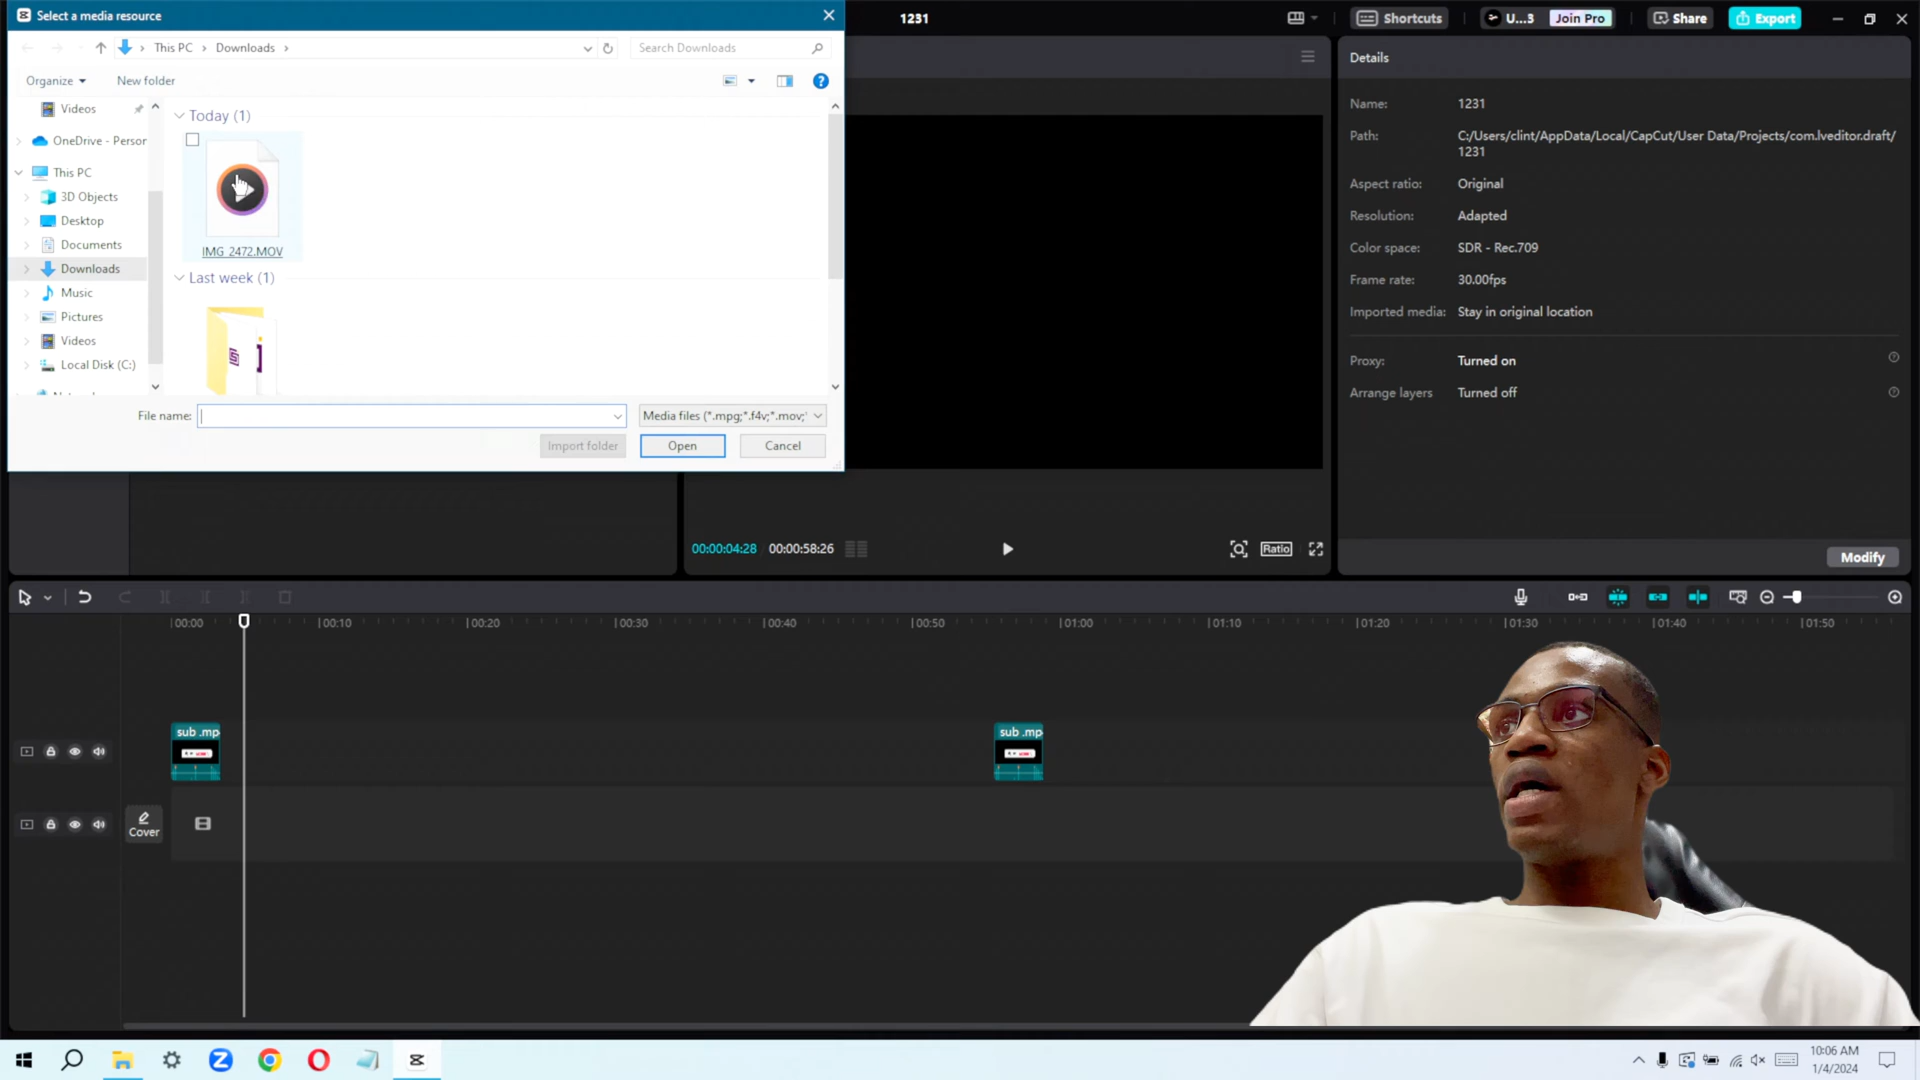 Select a media resource
1231
Shortcuts
U...3
Join Pro
Share
Export
This PC
Downloads
Search Downloads
Organize
New folder
Videos
OneDrive - Person
This PC
3D Objects
Desktop
Documents
Downloads
Music
Pictures
Videos
Local Disk (C:)
Today (1)
IMG_2472.MOV
Last week (1)
File name:
Media files (*.mpg;*.f4v;*.mov;*
Import folder
Open
Cancel
Details
Name: 1231
Path: C:/Users/clint/AppData/Local/CapCut/User Data/Projects/com.lveditor.draft/
1231
Aspect ratio: Original
Resolution: Adapted
Color space: SDR - Rec.709
Frame rate: 30.00fps
Imported media: Stay in original location
Proxy: Turned on
Arrange layers Turned off
Modify
00:00:04:28 00:00:58:26
Ratio
00:00 00:10 00:20 00:30 00:40 00:50 01:00 01:10 01:20 01:30 01:40 01:50
sub .mp
sub .mp
Cover
10:06 AM
1/4/2024